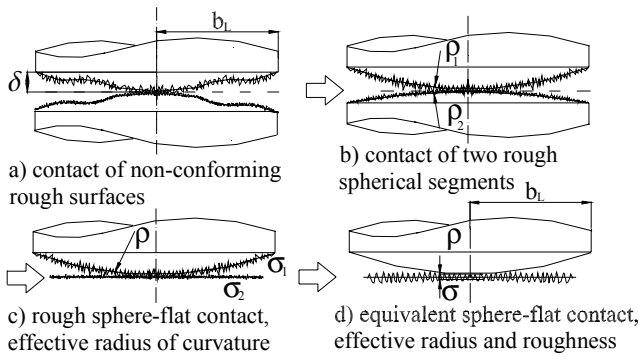 b_L
δ
ρ_1
ρ_2
a) contact of non-conforming
rough surfaces
b) contact of two rough
spherical segments
ρ
σ_1
σ_2
c) rough sphere-flat contact,
effective radius of curvature
b_L
ρ
σ
d) equivalent sphere-flat contact,
effective radius and roughness